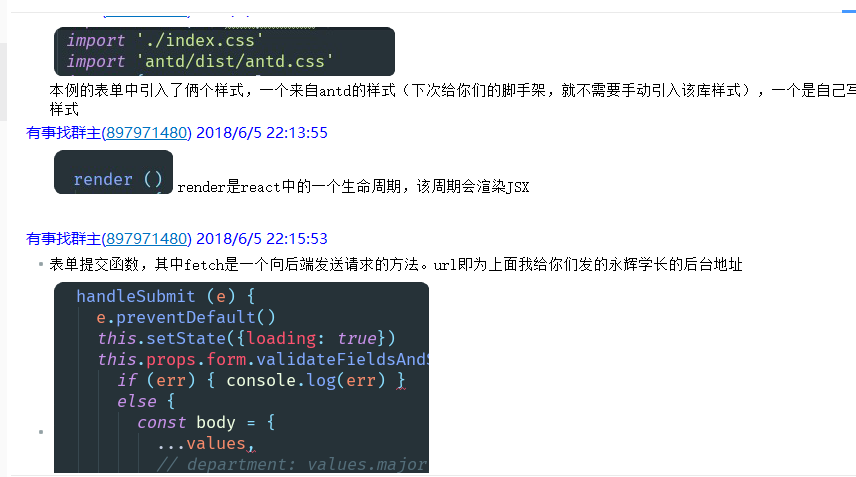 import './index.css'
import 'antd/dist/antd.css'
本例的表单中引入了俩个样式，一个来自antd的样式（下次给你们的脚手架，就不需要手动引入该库样式），一个是自己写
样式
有事找群主(897971480) 2018/6/5 22:13:55
render () render是react中的一个生命周期，该周期会渲染JSX
有事找群主(897971480) 2018/6/5 22:15:53
表单提交函数，其中fetch是一个向后端发送请求的方法。url即为上面我给你们发的永辉学长的后台地址
handleSubmit (e) {
e.preventDefault()
this.setState({loading: true})
this.props.form.validateFieldsAndS
if (err) { console.log(err) }
else {
const body = {
...values,
// department: values.major